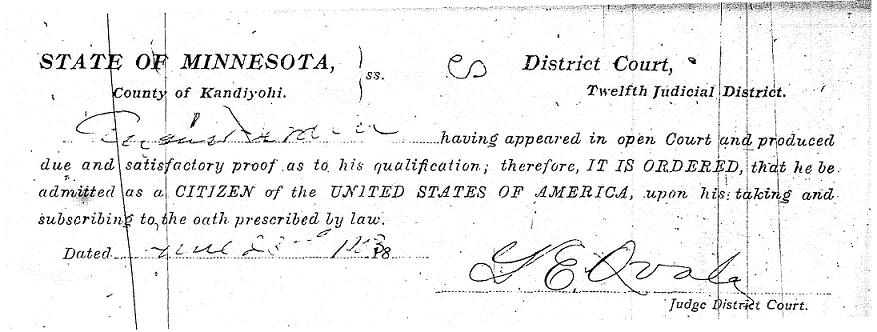 STATE OF MINNESOTA, ss. District Court,
County of Kandiyohi. Twelfth Judicial District.
having appeared in open Court and produced
due and satisfactory proof as to his qualification; therefore, IT IS ORDERED, that he be
admitted as a CITIZEN of the UNITED STATES OF AMERICA, upon his taking and
subscribing to the oath prescribed by law.
Dated 18
G E Qvale
Judge District Court.